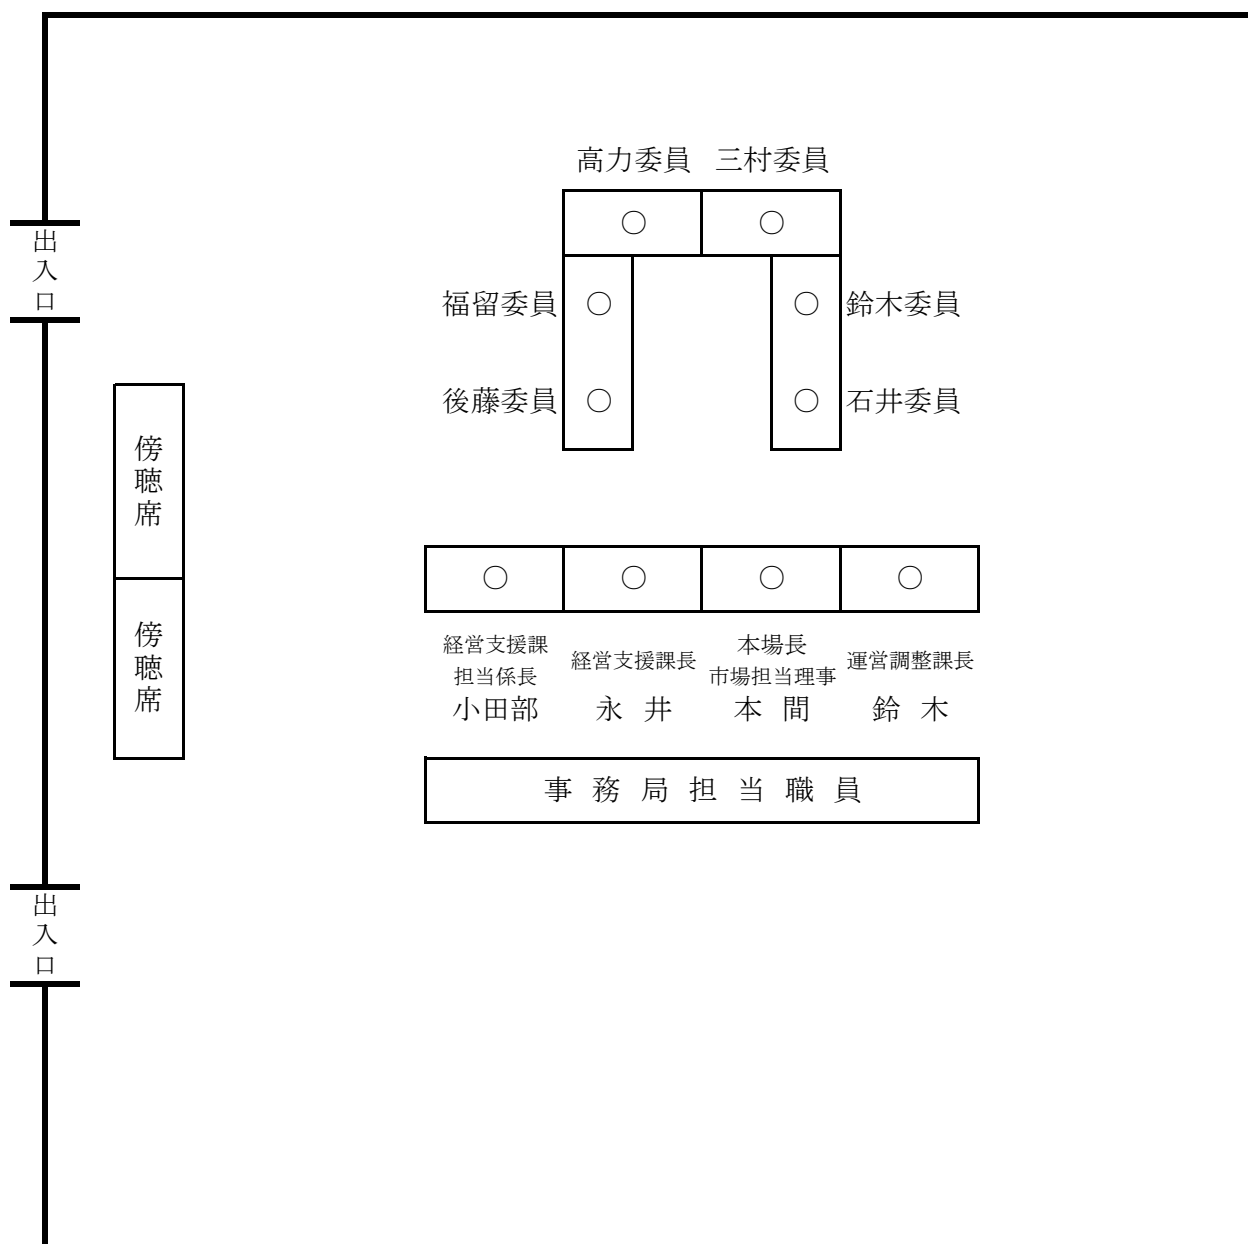 高力委員 三村委員
○ ○
出入口
福留委員 ○ ○ 鈴木委員
後藤委員 ○ ○ 石井委員
傍聴席
○ ○ ○ ○
傍聴席
経営支援課
担当係長
小田部
経営支援課長
永 井
本場長
市場担当理事
本 間
運営調整課長
鈴 木
事 務 局 担 当 職 員
出入口